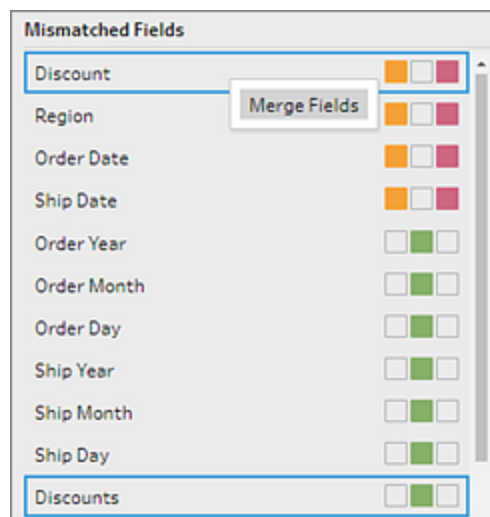 Mismatched Fields
Discount
Merge Fields
Region
Order Date
Ship Date
Order Year
Order Month
Order Day
Ship Year
Ship Month
Ship Day
Discounts